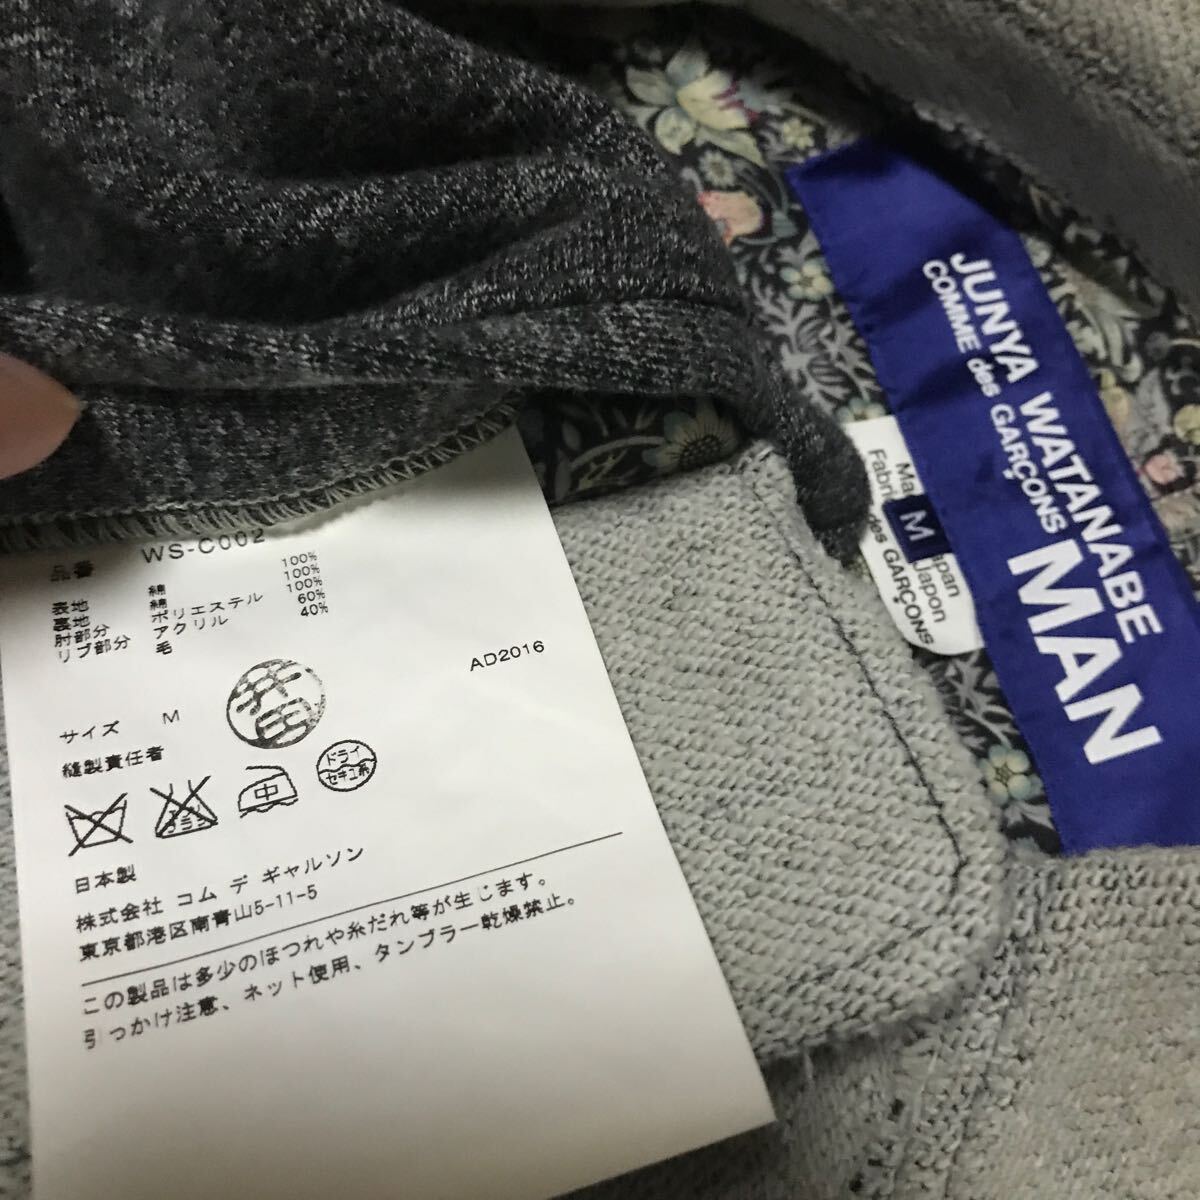 JUNYA WATANABE
COMME des GARÇONS
MAN
M
Japan
des GARÇONS
品番 WS-C002
表地 綿 100%
裏地 綿 100%
肘部分 ポリエステル 100%
リブ部分 アクリル 60%
毛 40%
AD2016
サイズ M
縫製責任者
中
ドライ
セキユ系
日本製
株式会社 コム デ ギャルソン
東京都港区南青山5-11-5
この製品は多少のほつれや糸だれ等が生じます。
引っかけ注意、ネット使用、タンブラー乾燥禁止。